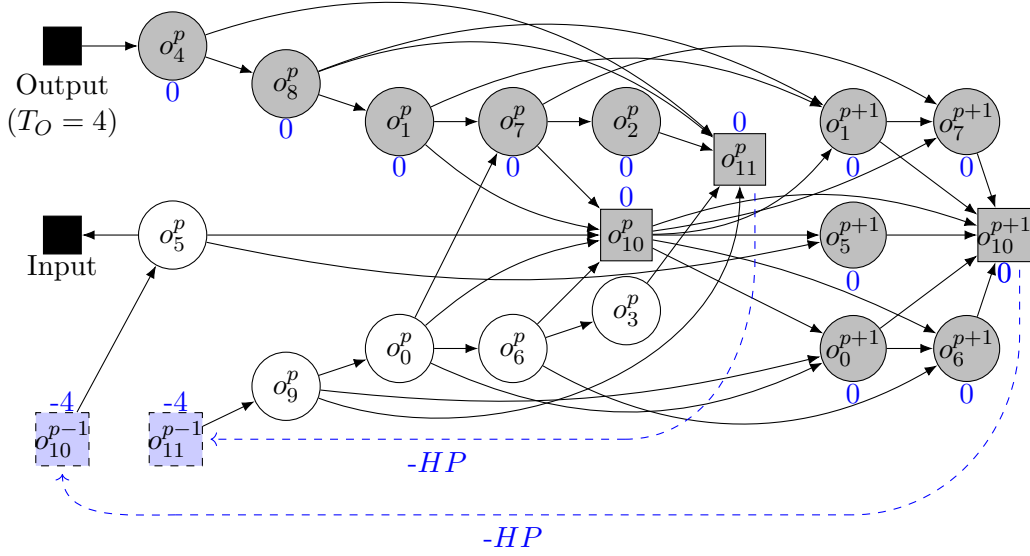 Output
(T_O = 4)
o_4^p
0
o_8^p
0
o_1^p
0
o_7^p
0
o_2^p
0
0
o_11^p
o_1^{p+1}
0
o_7^{p+1}
0
Input
o_5^p
0
o_10^p
o_5^{p+1}
0
o_10^{p+1}
0
o_3^p
o_0^p
o_6^p
o_0^{p+1}
0
o_6^{p+1}
0
o_9^p
-4
o_10^{p-1}
-4
o_11^{p-1}
-HP
-HP